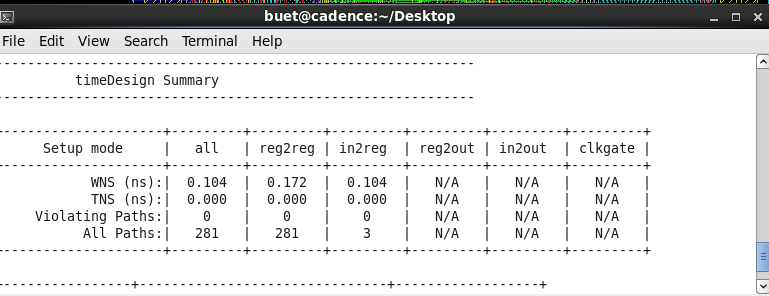 buet@cadence:~/Desktop
File Edit View Search Terminal Help
------------------------------------------------------------
timeDesign Summary
------------------------------------------------------------
---------------------+---------+---------+---------+---------+---------+---------+
Setup mode | all | reg2reg | in2reg | reg2out | in2out | clkgate |
---------------------+---------+---------+---------+---------+---------+---------+
WNS (ns):| 0.104 | 0.172 | 0.104 | N/A | N/A | N/A |
TNS (ns):| 0.000 | 0.000 | 0.000 | N/A | N/A | N/A |
Violating Paths:| 0 | 0 | 0 | N/A | N/A | N/A |
All Paths:| 281 | 281 | 3 | N/A | N/A | N/A |
---------------------+---------+---------+---------+---------+---------+---------+
-----------------+--------------------------------+------------------+